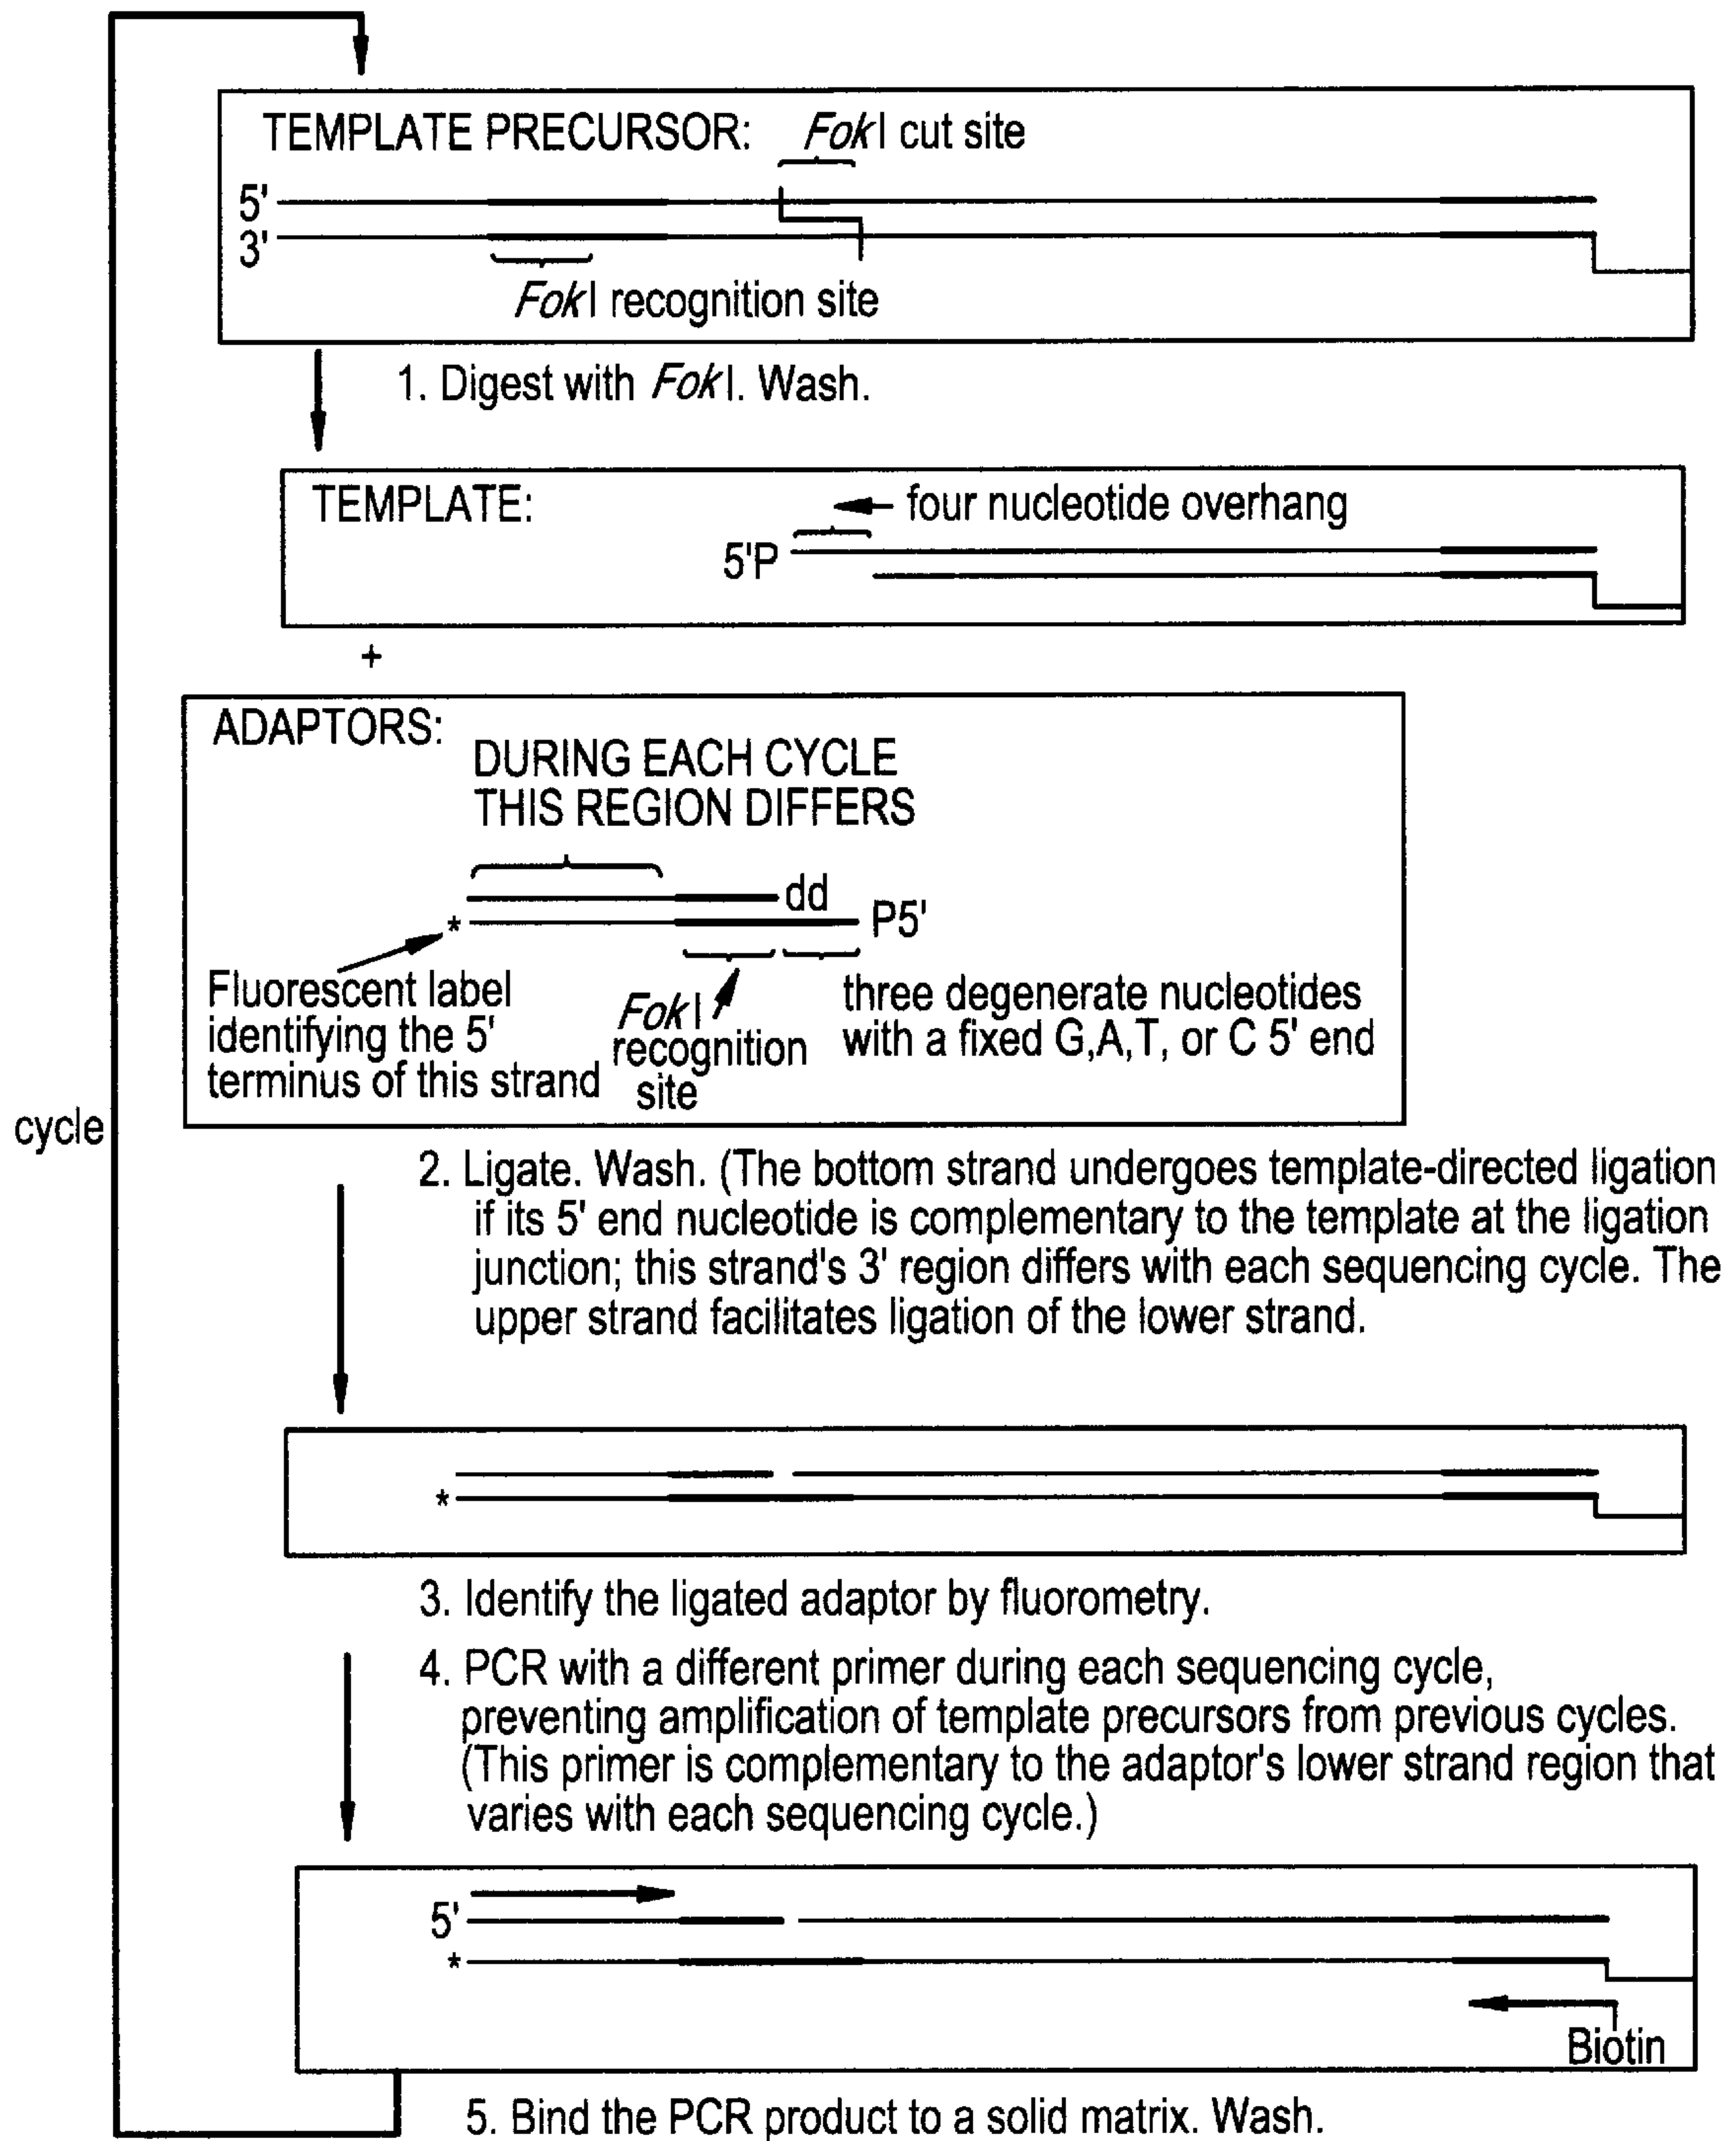 TEMPLATE PRECURSOR: FokI cut site
5'
3'
FokI recognition site
1. Digest with FokI. Wash.
TEMPLATE:
four nucleotide overhang
5'P
+
ADAPTORS:
DURING EACH CYCLE
THIS REGION DIFFERS
dd
* P5'
Fluorescent label
identifying the 5'
terminus of this strand
FokI
recognition
site
three degenerate nucleotides
with a fixed G,A,T, or C 5' end
cycle
2. Ligate. Wash. (The bottom strand undergoes template-directed ligation
if its 5' end nucleotide is complementary to the template at the ligation
junction; this strand's 3' region differs with each sequencing cycle. The
upper strand facilitates ligation of the lower strand.
*
3. Identify the ligated adaptor by fluorometry.
4. PCR with a different primer during each sequencing cycle,
preventing amplification of template precursors from previous cycles.
(This primer is complementary to the adaptor's lower strand region that
varies with each sequencing cycle.)
5'
*
Biotin
5. Bind the PCR product to a solid matrix. Wash.